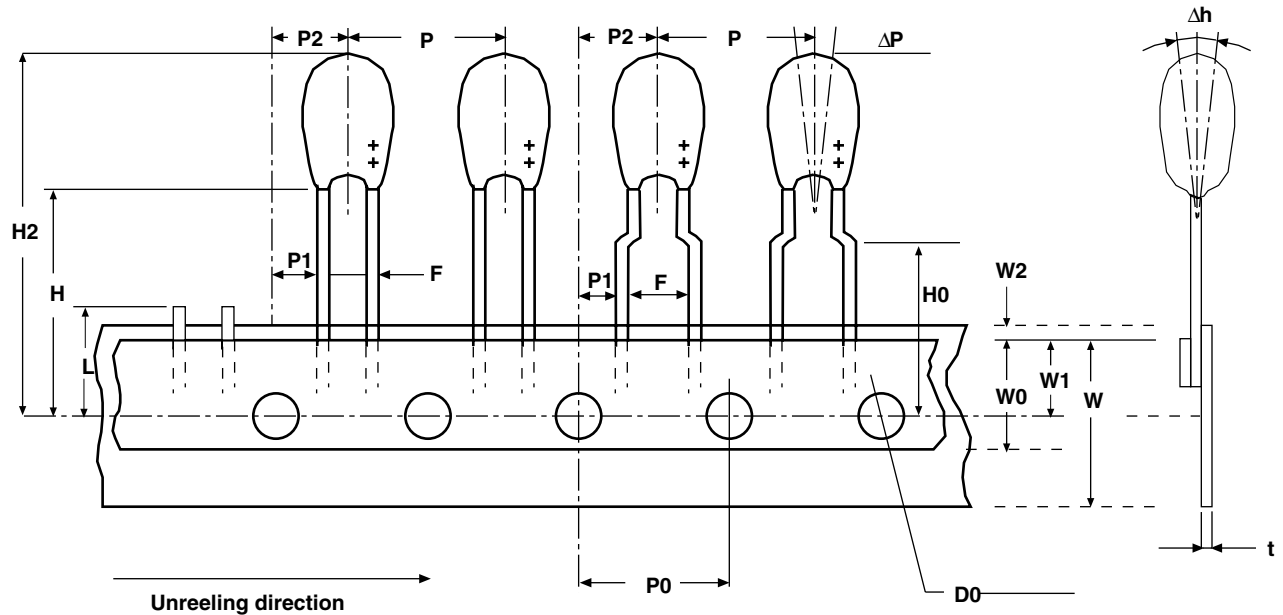 P2
P
P2
P
ΔP
Δh
+
+
+
+
+
+
+
+
H2
H
P1
F
P1
F
H0
W2
L
W0
W1
W
t
P0
D0
Unreeling direction